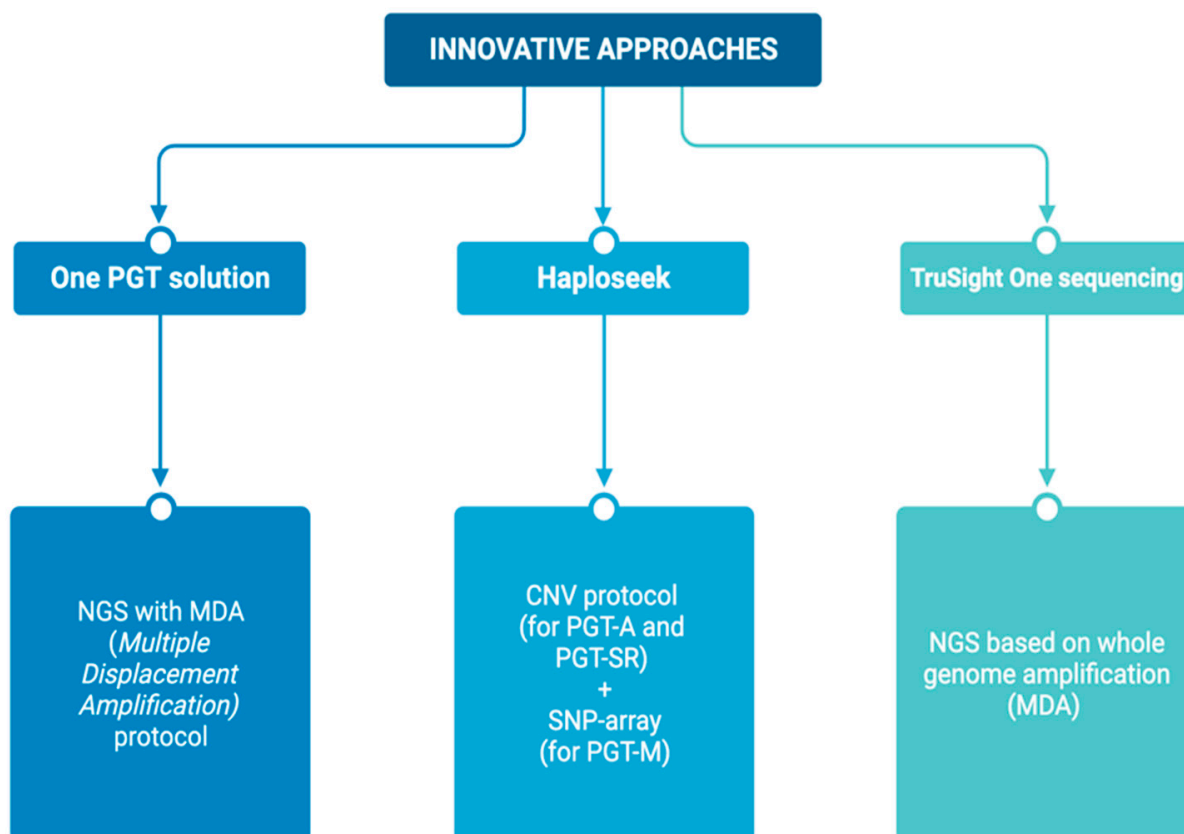 INNOVATIVE APPROACHES
One PGT solution
Haploseek
TruSight One sequencing
NGS with MDA
(Multiple
Displacement
Amplification)
protocol
CNV protocol
(for PGT-A and
PGT-SR)
+
SNP-array
(for PGT-M)
NGS based on whole
genome amplification
(MDA)